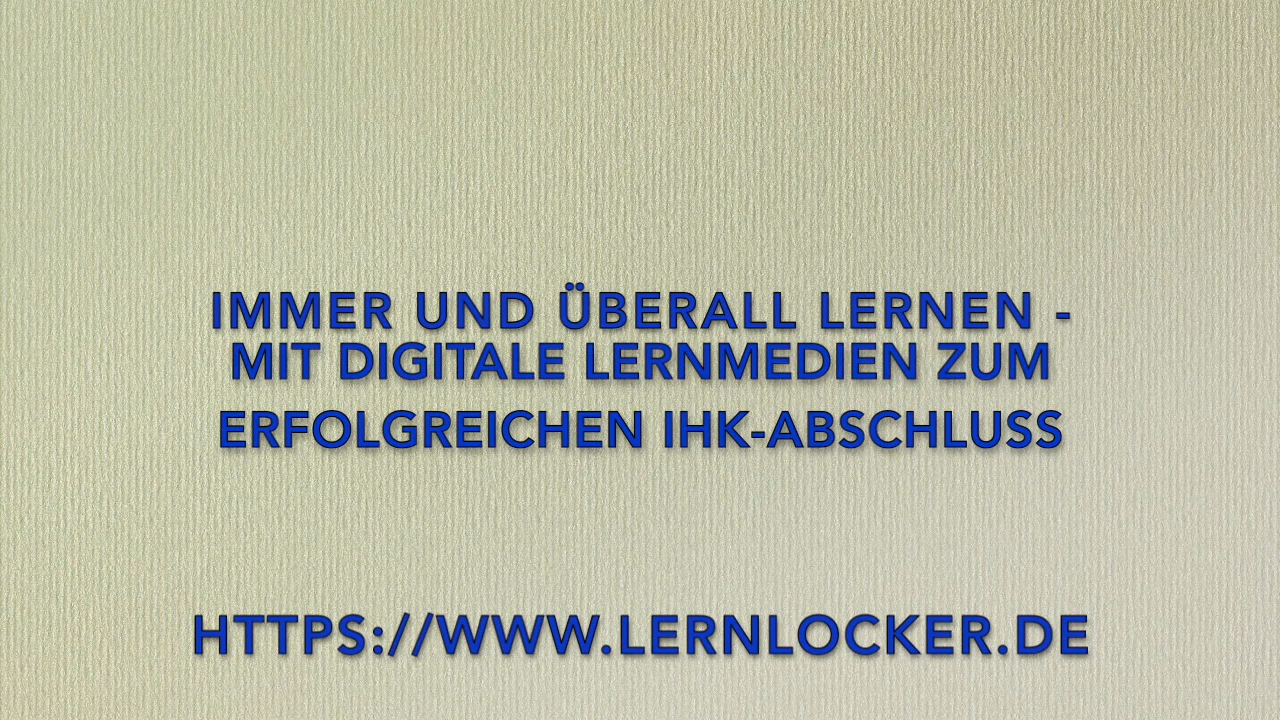 IMMER UND ÜBERALL LERNEN -
MIT DIGITALE LERNMEDIEN ZUM
ERFOLGREICHEN IHK-ABSCHLUSS
HTTPS://WWW.LERNLOCKER.DE